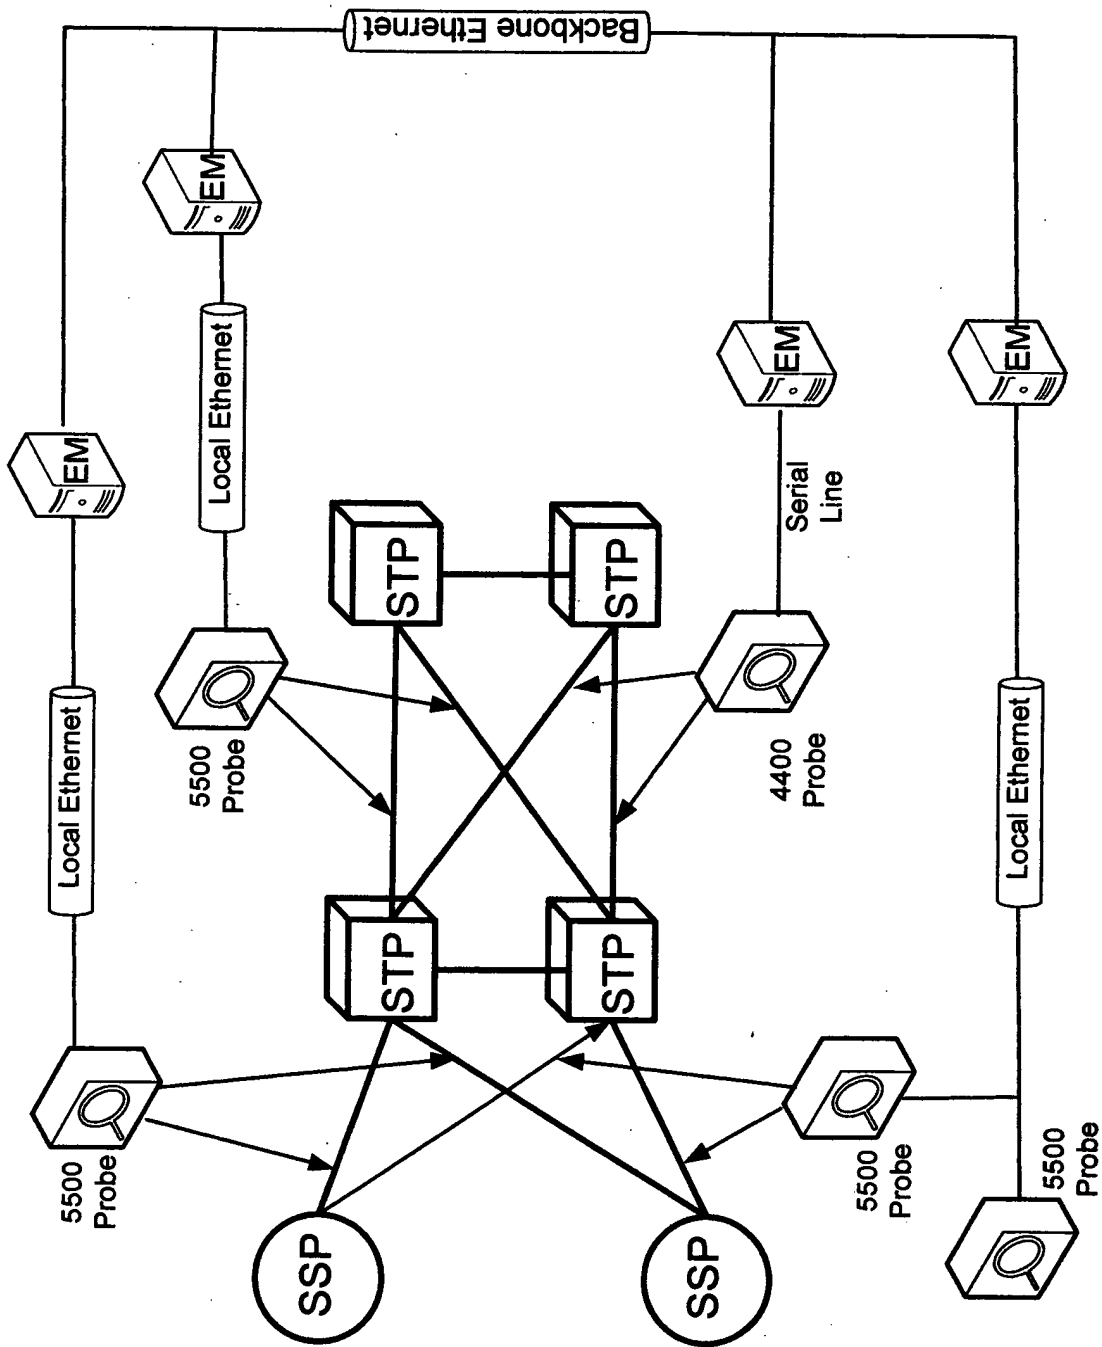 Backbone Ethernet
EM
EM
EM
EM
Local Ethernet
Local Ethernet
Serial
Line
STP
STP
5500
Probe
4400
Probe
Local Ethernet
STP
STP
5500
Probe
5500
Probe
5500
Probe
SSP
SSP